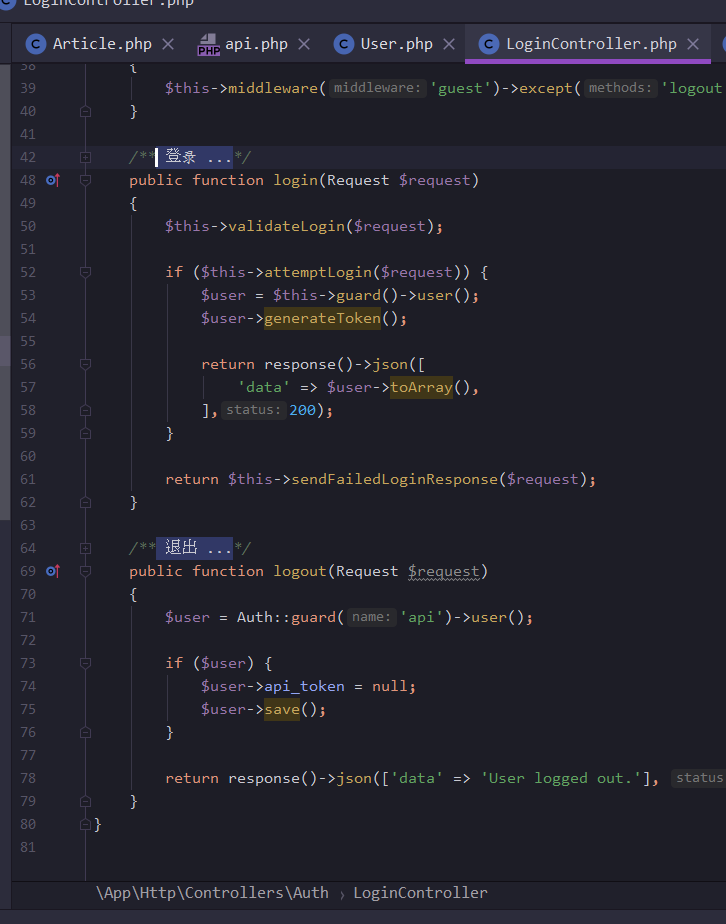 LoginController.php
Article.php api.php User.php LoginController.php
38 {
39 $this->middleware( middleware: 'guest')->except( methods: 'logout
40 }
41
42 /** 登录 ...*/
48 public function login(Request $request)
49 {
50 $this->validateLogin($request);
51
52 if ($this->attemptLogin($request)) {
53 $user = $this->guard()->user();
54 $user->generateToken();
55
56 return response()->json([
57 'data' => $user->toArray(),
58 ], status: 200);
59 }
60
61 return $this->sendFailedLoginResponse($request);
62 }
63
64 /** 退出 ...*/
69 public function logout(Request $request)
70 {
71 $user = Auth::guard( name: 'api')->user();
72
73 if ($user) {
74 $user->api_token = null;
75 $user->save();
76 }
77
78 return response()->json(['data' => 'User logged out.'], status
79 }
80 }
81
\App\Http\Controllers\Auth › LoginController